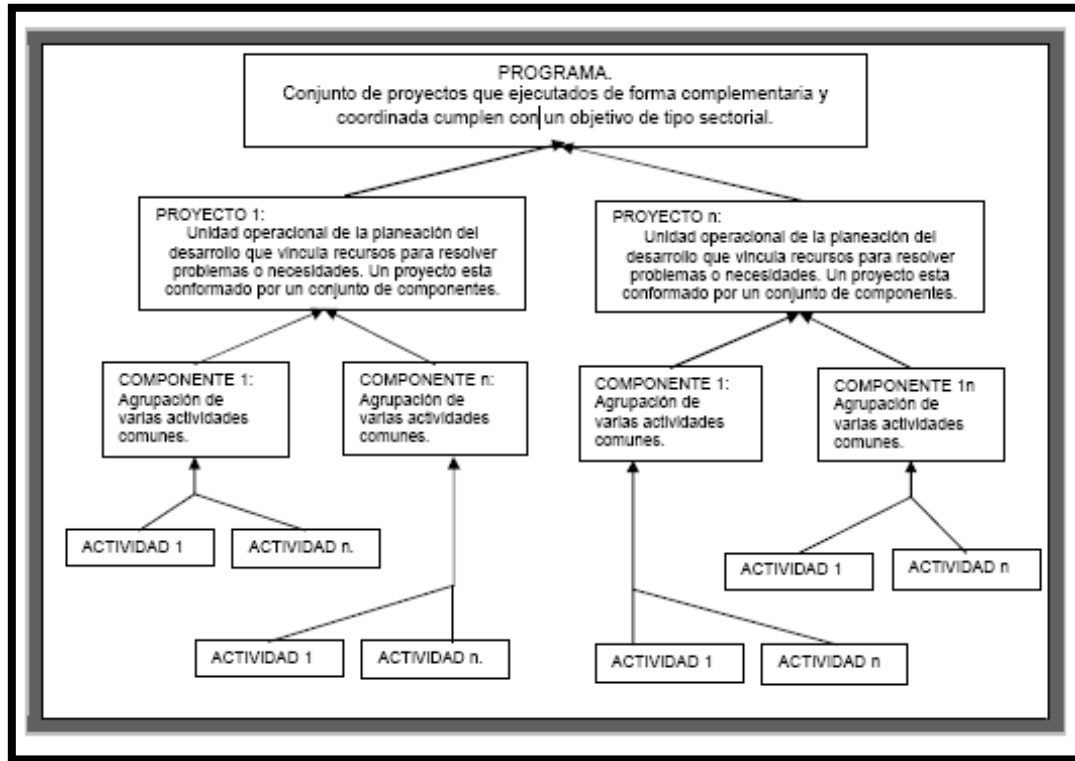 PROGRAMA.
Conjunto de proyectos que ejecutados de forma complementaria y
coordinada cumplen con un objetivo de tipo sectorial.
PROYECTO 1:
Unidad operacional de la planeación del
desarrollo que vincula recursos para resolver
problemas o necesidades. Un proyecto esta
conformado por un conjunto de componentes.
PROYECTO n:
Unidad operacional de la planeación del
desarrollo que vincula recursos para resolver
problemas o necesidades. Un proyecto esta
conformado por un conjunto de componentes.
COMPONENTE 1:
Agrupación de
varias actividades
comunes.
COMPONENTE n:
Agrupación de
varias actividades
comunes.
COMPONENTE 1:
Agrupación de
varias actividades
comunes.
COMPONENTE 1n
Agrupación de
varias actividades
comunes.
ACTIVIDAD 1
ACTIVIDAD n.
ACTIVIDAD 1
ACTIVIDAD n
ACTIVIDAD 1
ACTIVIDAD n.
ACTIVIDAD 1
ACTIVIDAD n